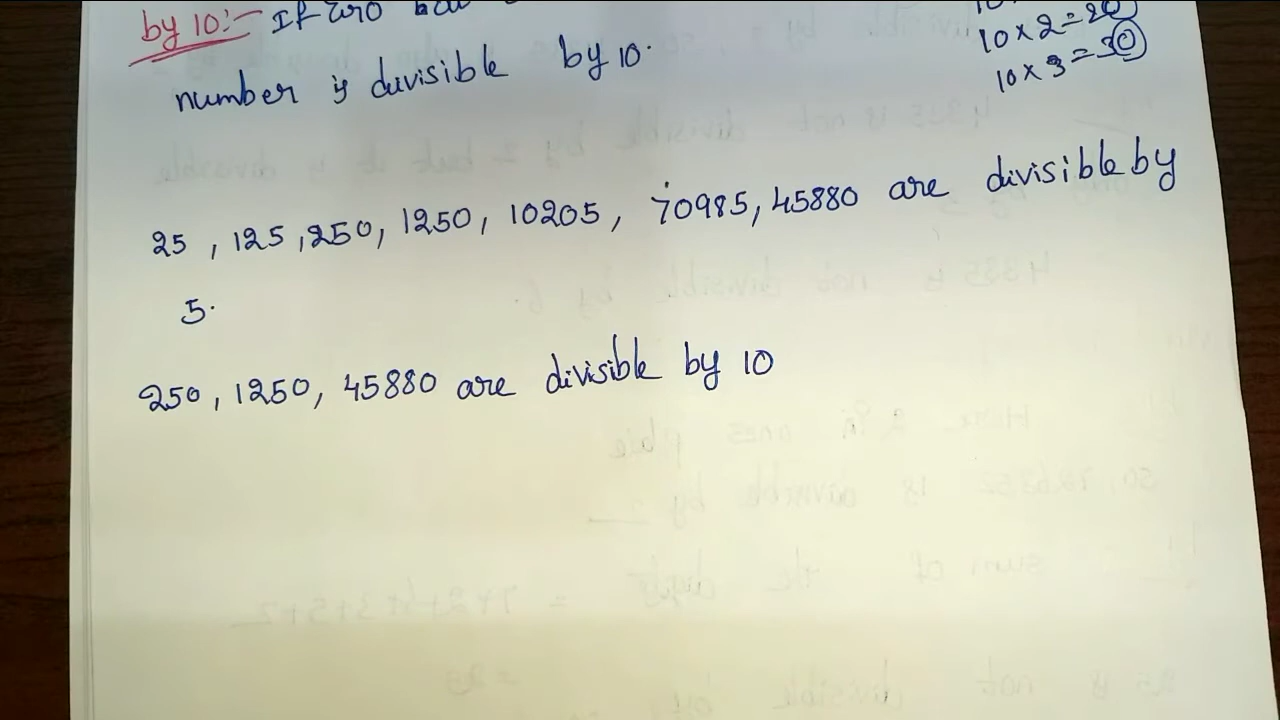 by 10:- If zero
10 x 2 = 20
10 x 3 = 30
number is divisible by 10.
25, 125, 250, 1250, 10205, 70985, 45880 are divisible by
5.
250, 1250, 45880 are divisible by 10